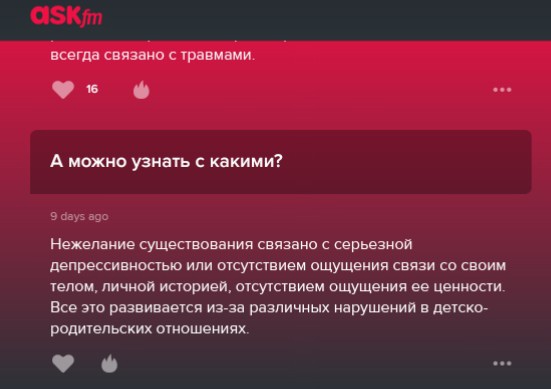 ASKfm
всегда связано с травмами.
16
А можно узнать с какими?
9 days ago
Нежелание существования связано с серьезной
депрессивностью или отсутствием ощущения связи со своим
телом, личной историей, отсутствием ощущения ее ценности.
Все это развивается из-за различных нарушений в детско-
родительских отношениях.